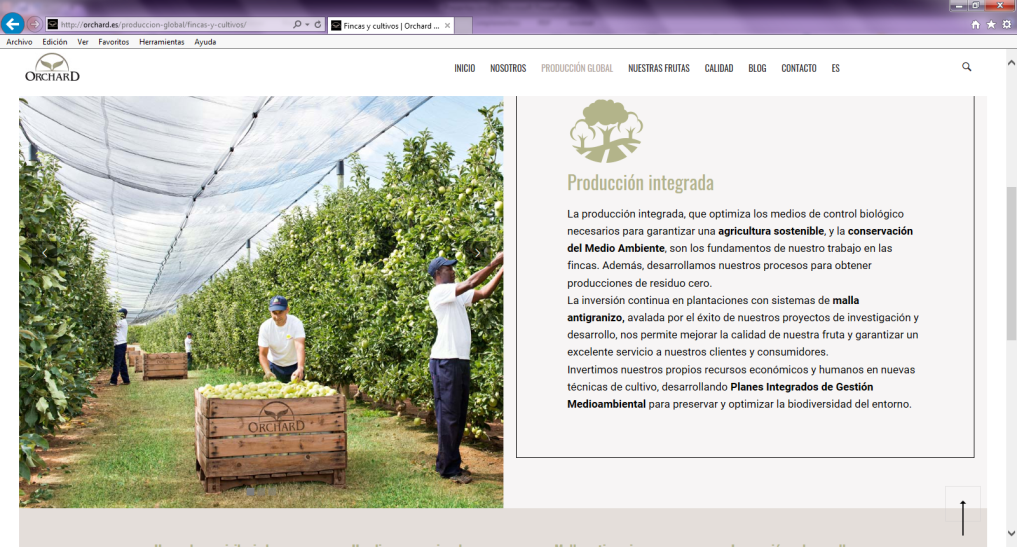 http://orchard.es/produccion-global/fincas-y-cultivos/
Fincas y cultivos | Orchard ...
Archivo Edición Ver Favoritos Herramientas Ayuda
ORCHARD
INICIO NOSOTROS PRODUCCIÓN GLOBAL NUESTRAS FRUTAS CALIDAD BLOG CONTACTO ES
Producción integrada
La producción integrada, que optimiza los medios de control biológico
necesarios para garantizar una agricultura sostenible, y la conservación
del Medio Ambiente, son los fundamentos de nuestro trabajo en las
fincas. Además, desarrollamos nuestros procesos para obtener
producciones de residuo cero.
La inversión continua en plantaciones con sistemas de malla
antigranizo, avalada por el éxito de nuestros proyectos de investigación y
desarrollo, nos permite mejorar la calidad de nuestra fruta y garantizar un
excelente servicio a nuestros clientes y consumidores.
Invertimos nuestros propios recursos económicos y humanos en nuevas
técnicas de cultivo, desarrollando Planes Integrados de Gestión
Medioambiental para preservar y optimizar la biodiversidad del entorno.
ORCHARD